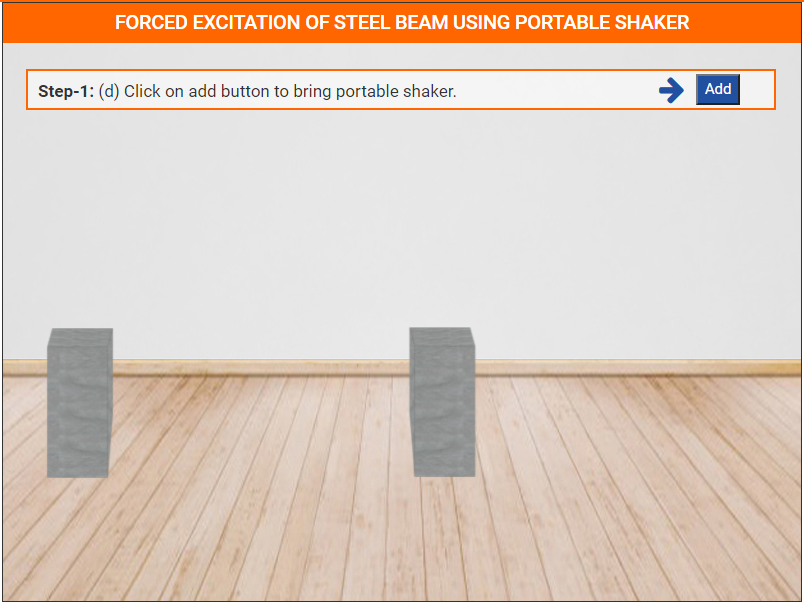 FORCED EXCITATION OF STEEL BEAM USING PORTABLE SHAKER
Step-1: (d) Click on add button to bring portable shaker.
Add